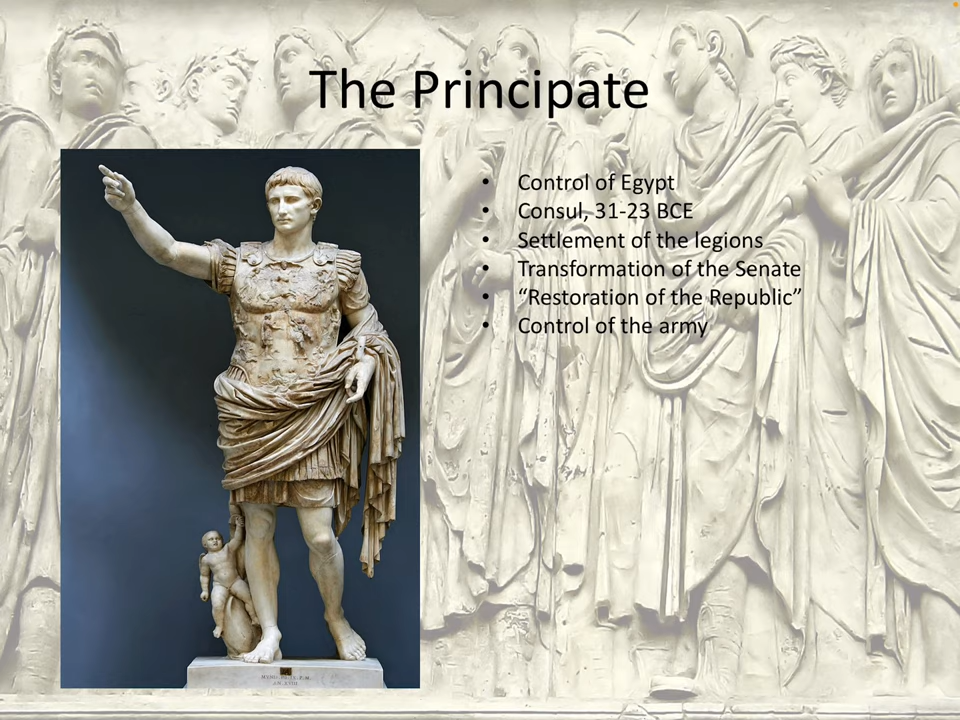 The Principate
• Control of Egypt
• Consul, 31-23 BCE
• Settlement of the legions
• Transformation of the Senate
• “Restoration of the Republic”
• Control of the army